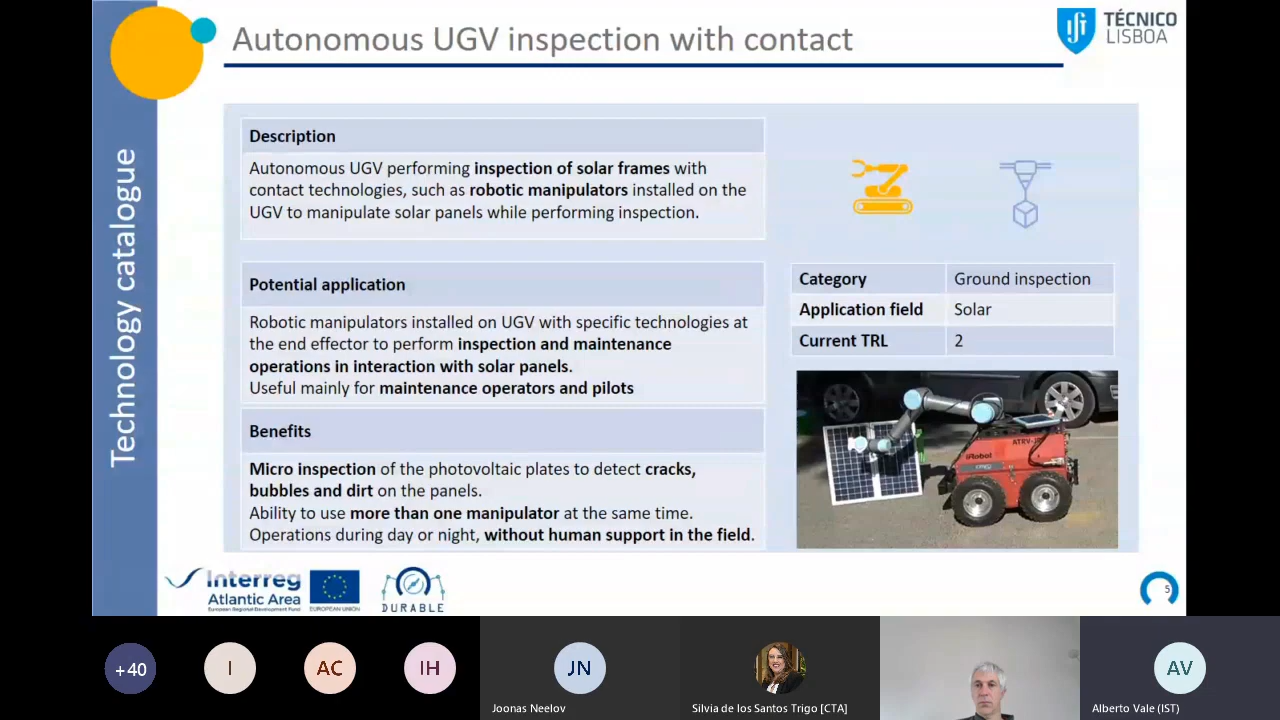 Autonomous UGV inspection with contact
TÉCNICO
LISBOA
Technology catalogue
Description
Autonomous UGV performing inspection of solar frames with
contact technologies, such as robotic manipulators installed on the
UGV to manipulate solar panels while performing inspection.
Potential application
Robotic manipulators installed on UGV with specific technologies at
the end effector to perform inspection and maintenance
operations in interaction with solar panels.
Useful mainly for maintenance operators and pilots
Benefits
Micro inspection of the photovoltaic plates to detect cracks,
bubbles and dirt on the panels.
Ability to use more than one manipulator at the same time.
Operations during day or night, without human support in the field.
Category Ground inspection
Application field Solar
Current TRL 2
ATRV-JR
iRobot
Interreg
Atlantic Area
European Regional Development Fund
EUROPEAN UNION
DURABLE
5
+40
I
AC
IH
JN
Joonas Neelov
Silvia de los Santos Trigo [CTA]
AV
Alberto Vale (IST)